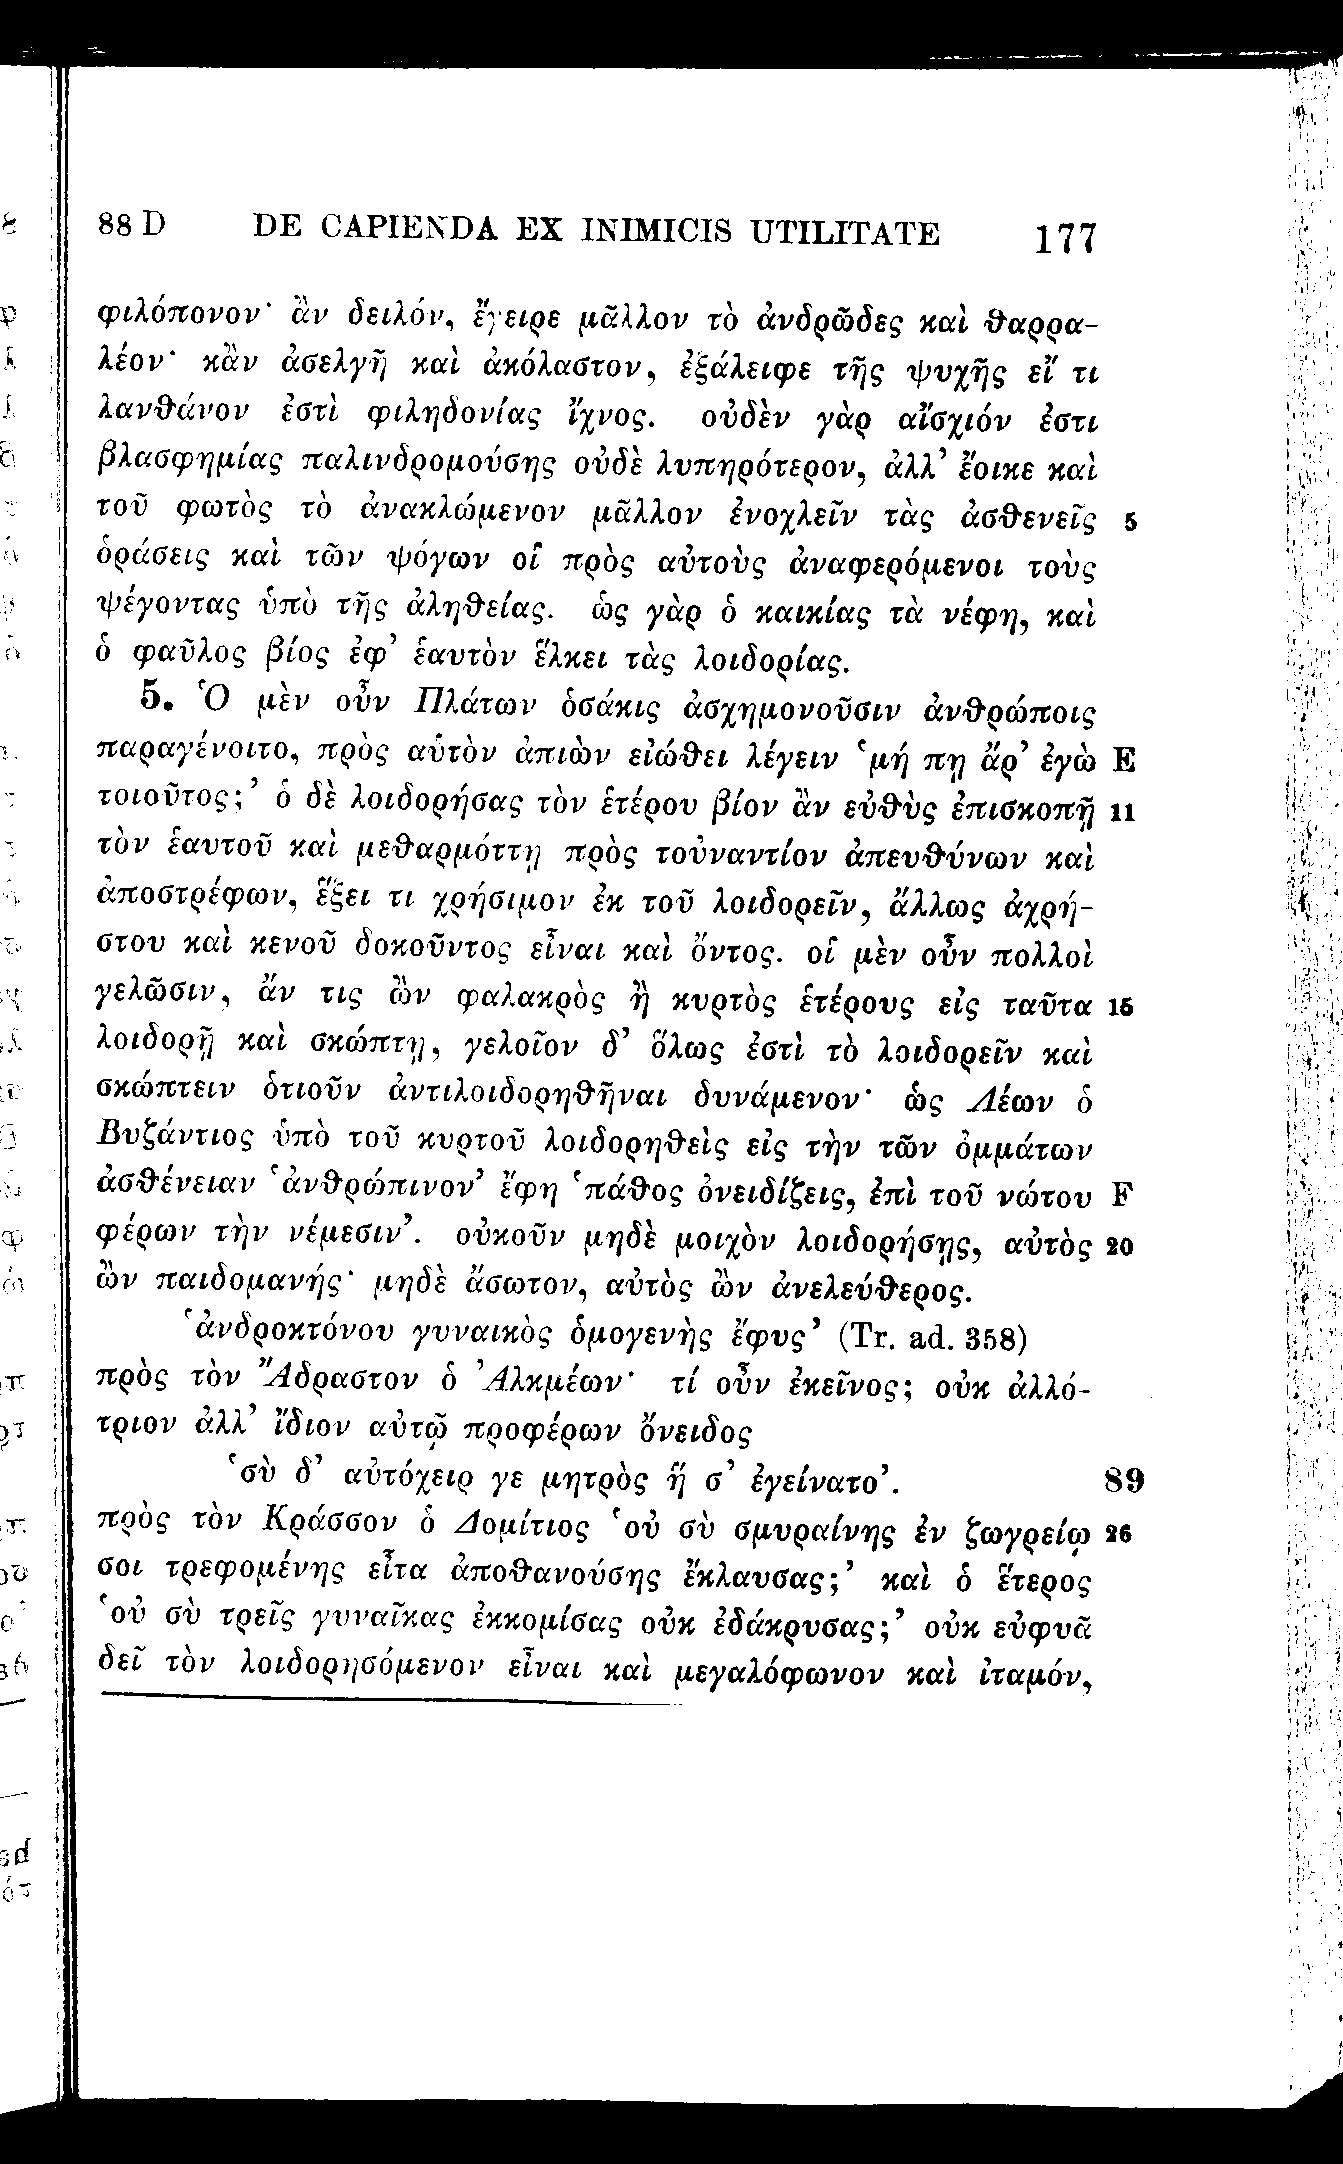 88 D DE CAPIENDA EX INIMICIS UTILITATE 177
φιλόπονον· ἂν δειλόν, ἔγειρε μᾶλλον τὸ ἀνδρῶδες καὶ θαρρα-
λέον· κἂν ἀσελγῆ καὶ ἀκόλαστον, ἐξάλειφε τῆς ψυχῆς εἴ τι
λανθάνον ἐστὶ φιληδονίας ἴχνος. οὐδὲν γὰρ αἴσχιόν ἐστι
βλασφημίας παλινδρομούσης οὐδὲ λυπηρότερον, ἀλλ’ ἔοικε καὶ
τοῦ φωτὸς τὸ ἀνακλώμενον μᾶλλον ἐνοχλεῖν τὰς ἀσθενεῖς 5
ὁράσεις καὶ τῶν ψόγων οἱ πρὸς αὐτοὺς ἀναφερόμενοι τοὺς
ψέγοντας ὑπὸ τῆς ἀληθείας. ὡς γὰρ ὁ καικίας τὰ νέφη, καὶ
ὁ φαῦλος βίος ἐφ’ ἑαυτὸν ἕλκει τὰς λοιδορίας.
5. Ὁ μὲν οὖν Πλάτων ὁσάκις ἀσχημονοῦσιν ἀνθρώποις
παραγένοιτο, πρὸς αὑτὸν ἀπιὼν εἰώθει λέγειν ‘μή πῃ ἄρ’ ἐγὼ E
τοιοῦτος;’ ὁ δὲ λοιδορήσας τὸν ἑτέρου βίον ἂν εὐθὺς ἐπισκοπῇ 11
τὸν ἑαυτοῦ καὶ μεθαρμόττῃ πρὸς τοὐναντίον ἀπευθύνων καὶ
ἀποστρέφων, ἕξει τι χρήσιμον ἐκ τοῦ λοιδορεῖν, ἄλλως ἀχρή-
στου καὶ κενοῦ δοκοῦντος εἶναι καὶ ὄντος. οἱ μὲν οὖν πολλοὶ
γελῶσιν, ἄν τις ὢν φαλακρὸς ἢ κυρτὸς ἑτέρους εἰς ταῦτα 15
λοιδορῇ καὶ σκώπτῃ, γελοῖον δ’ ὅλως ἐστὶ τὸ λοιδορεῖν καὶ
σκώπτειν ὁτιοῦν ἀντιλοιδορηθῆναι δυνάμενον· ὡς Λέων ὁ
Βυζάντιος ὑπὸ τοῦ κυρτοῦ λοιδορηθεὶς εἰς τὴν τῶν ὀμμάτων
ἀσθένειαν ‘ἀνθρώπινον’ ἔφη ‘πάθος ὀνειδίζεις, ἐπὶ τοῦ νώτου F
φέρων τὴν νέμεσιν’. οὐκοῦν μηδὲ μοιχὸν λοιδορήσῃς, αὐτὸς 20
ὢν παιδομανής· μηδὲ ἄσωτον, αὐτὸς ὢν ἀνελεύθερος.
‘ἀνδροκτόνου γυναικὸς ὁμογενὴς ἔφυς’ (Tr. ad. 358)
πρὸς τὸν Ἄδραστον ὁ Ἀλκμέων· τί οὖν ἐκεῖνος; οὐκ ἀλλό-
τριον ἀλλ’ ἴδιον αὐτῷ προφέρων ὄνειδος
‘σὺ δ’ αὐτόχειρ γε μητρὸς ἥ σ’ ἐγείνατο’. 89
πρὸς τὸν Κράσσον ὁ Δομίτιος ‘οὐ σὺ σμυραίνης ἐν ζωγρείῳ 26
σοι τρεφομένης εἶτα ἀποθανούσης ἔκλαυσας;’ καὶ ὁ ἕτερος
‘οὐ σὺ τρεῖς γυναῖκας ἐκκομίσας οὐκ ἐδάκρυσας;’ οὐκ εὐφυᾶ
δεῖ τὸν λοιδορησόμενον εἶναι καὶ μεγαλόφωνον καὶ ἰταμόν,